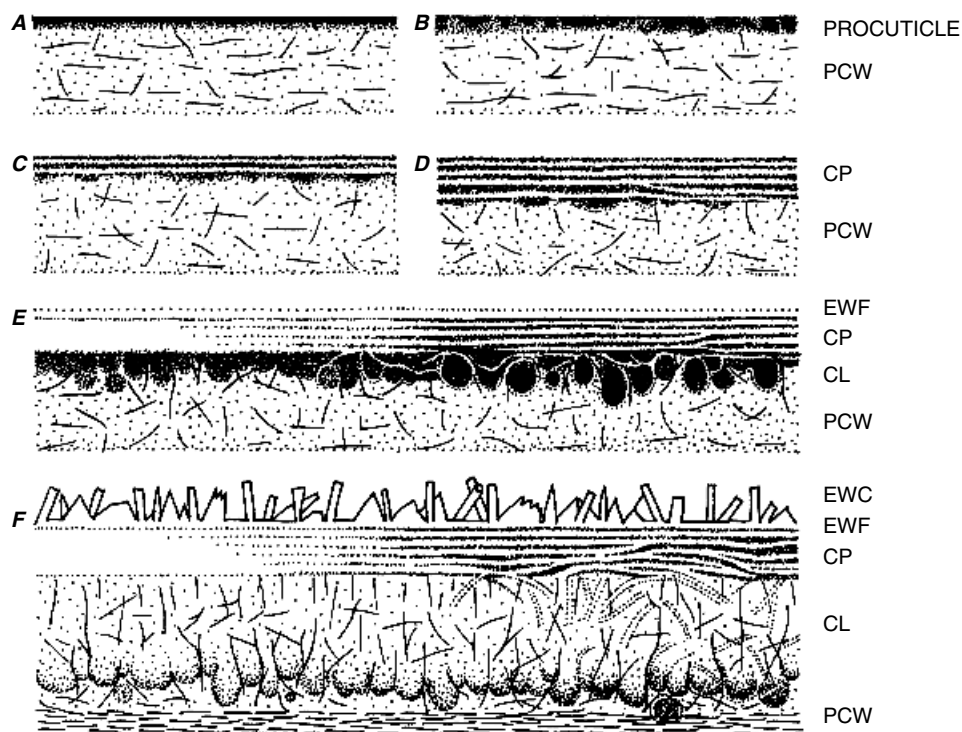 A B PROCUTICLE
PCW
C D CP
PCW
E EWF
CP
CL
PCW
EWC
F EWF
CP
CL
PCW